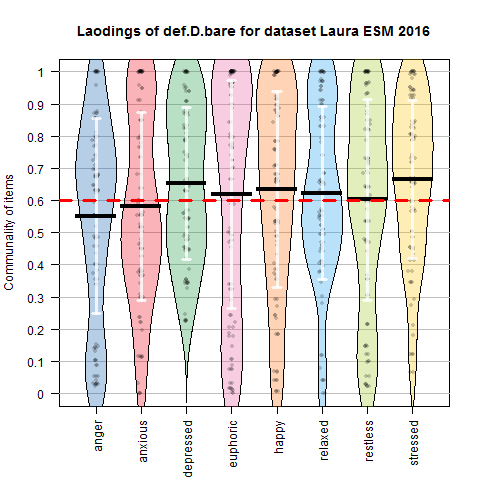 Laodings of def.D.bare for dataset Laura ESM 2016
Communality of items
1
0.9
0.8
0.7
0.6
0.5
0.4
0.3
0.2
0.1
0
anger
anxious
depressed
euphoric
happy
relaxed
restless
stressed